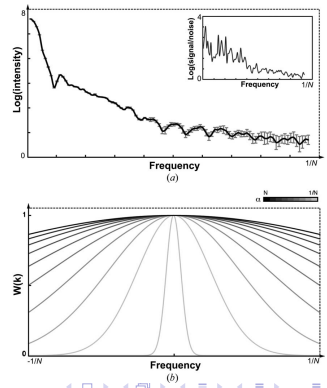 8
Log(intensity)
0
Frequency
1/N
4
Log(signal/noise)
0
Frequency
1/N
(a)
N
1/N
α
1
W(k)
0
-1/N
Frequency
1/N
(b)